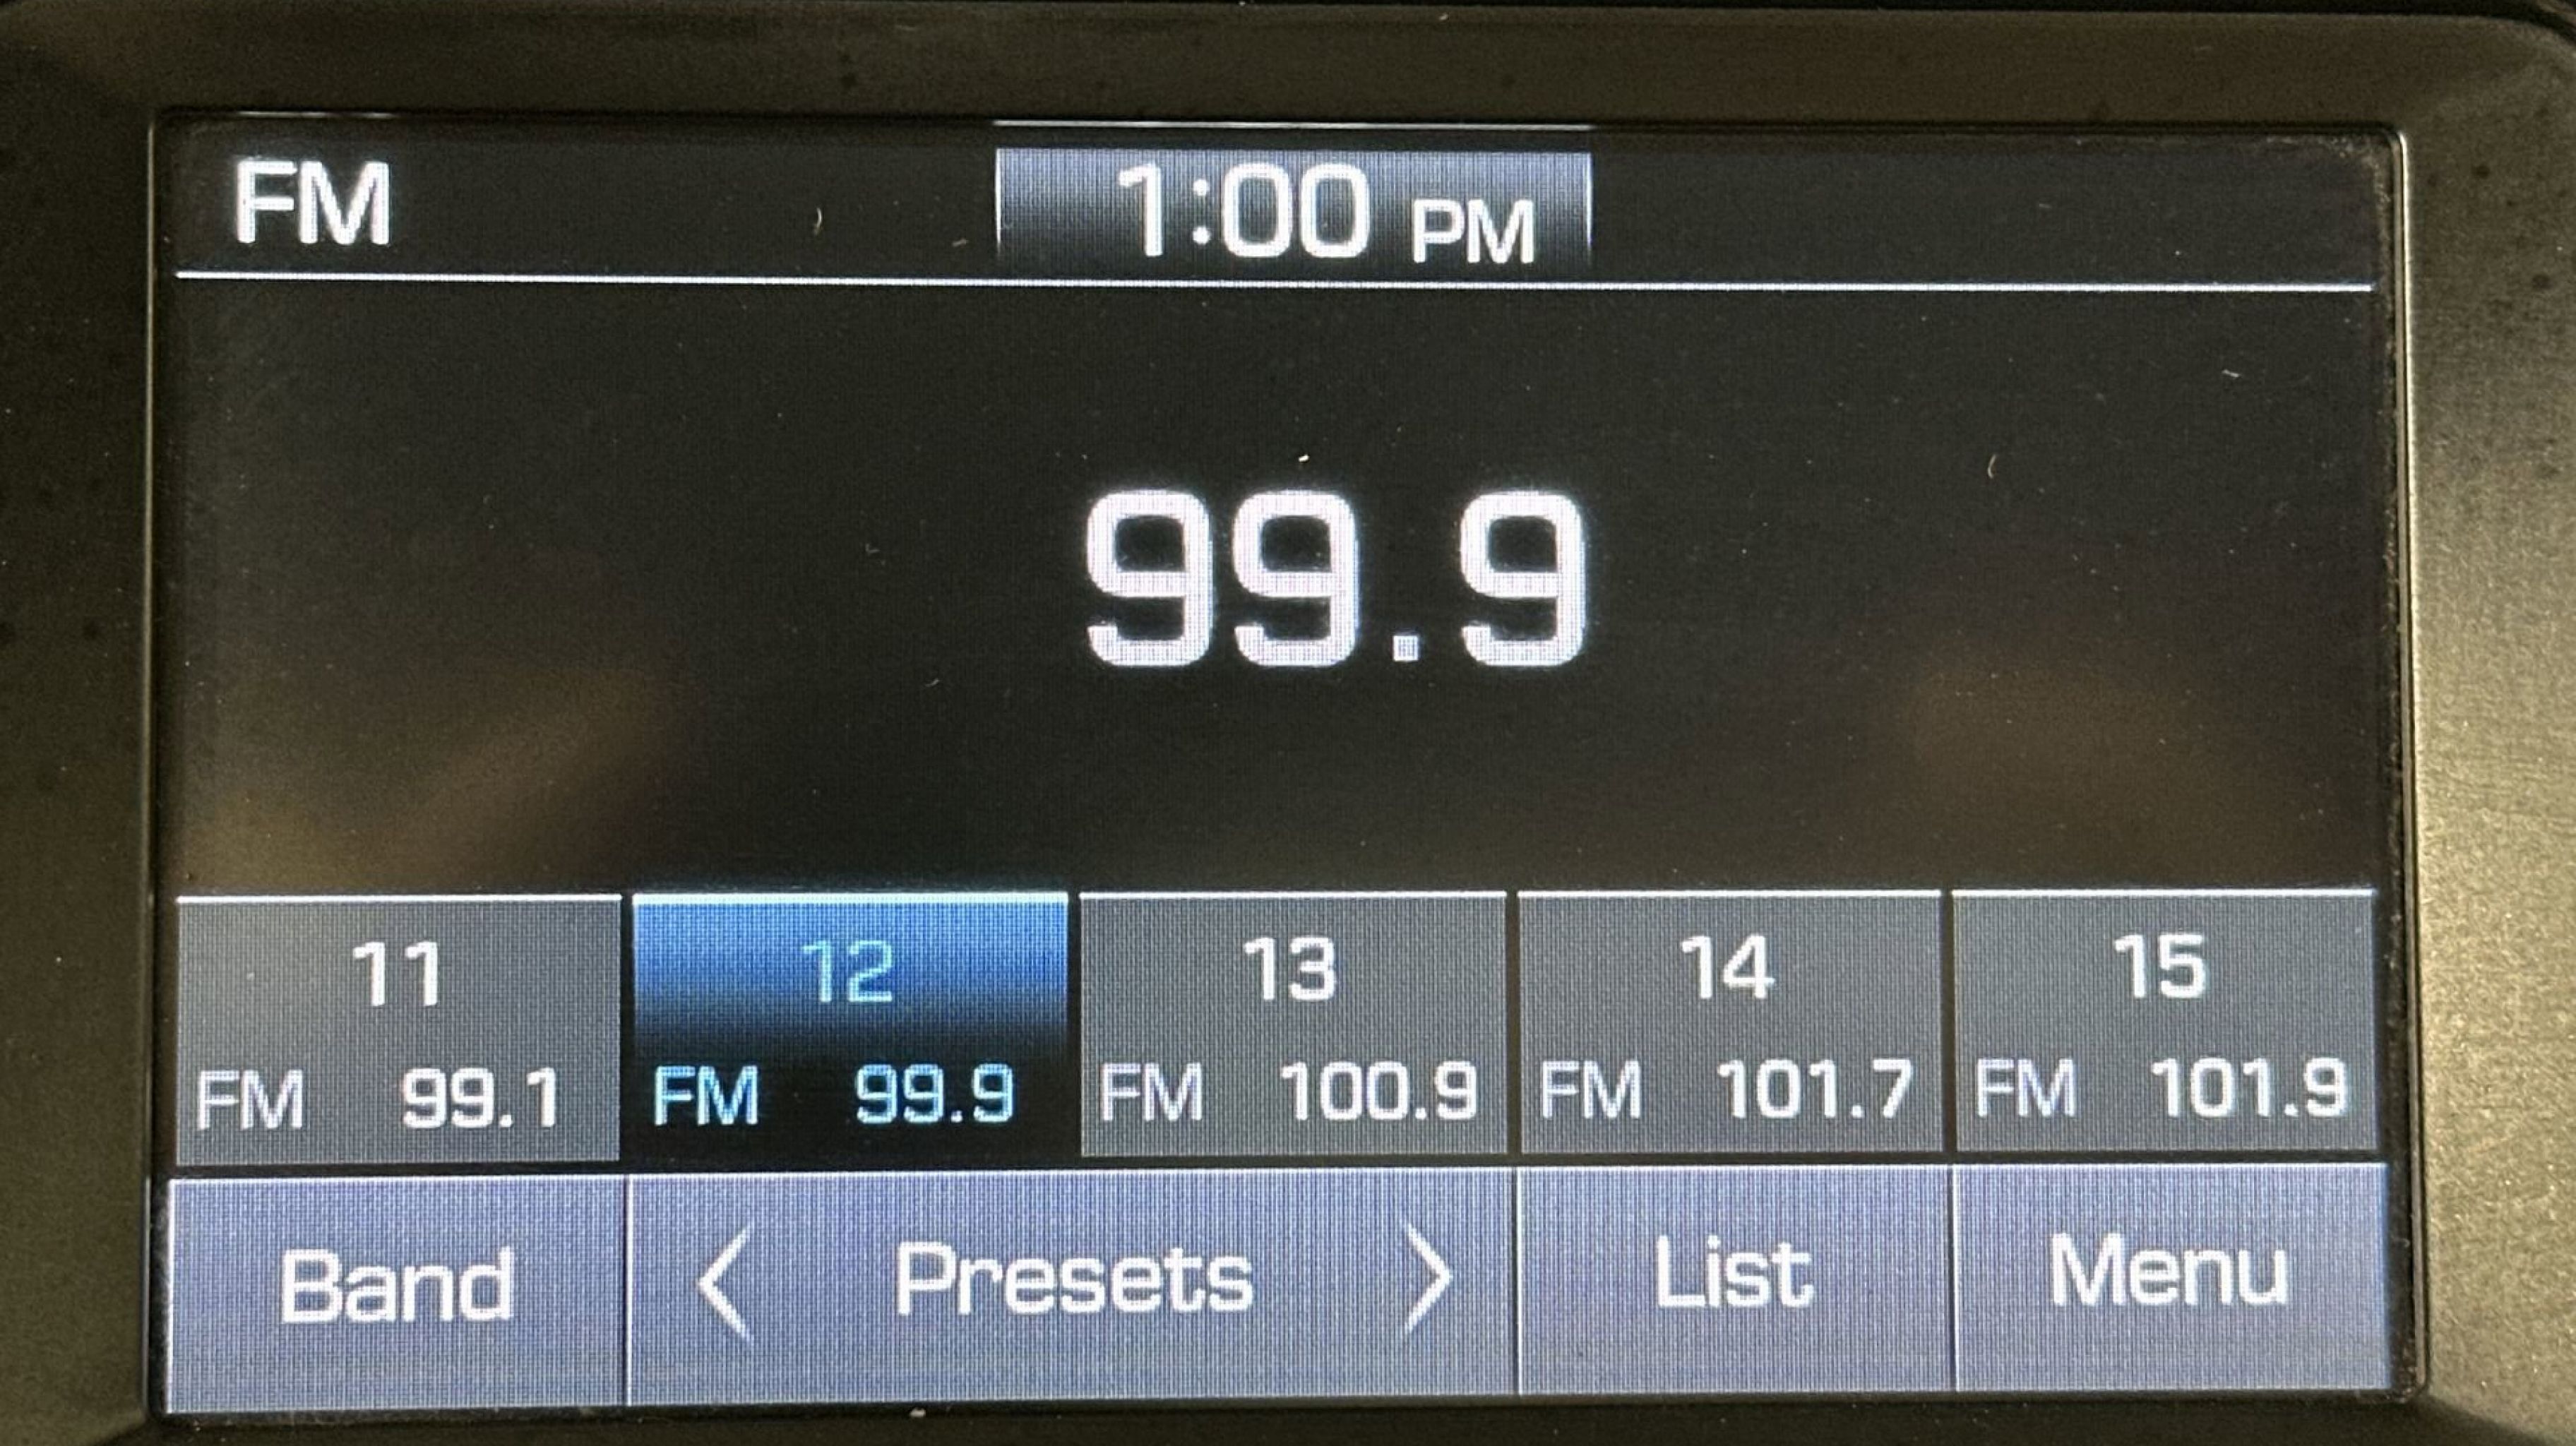 FM 1:00 PM
99.9
11 12 13 14 15
FM 99.1 FM 99.9 FM 100.9 FM 101.7 FM 101.9
Band < Presets > List Menu